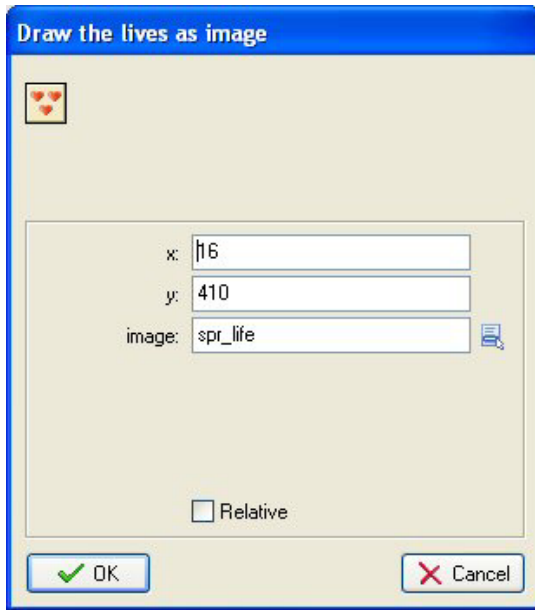 Draw the lives as image
x: 16
y: 410
image: spr_life
Relative
OK Cancel